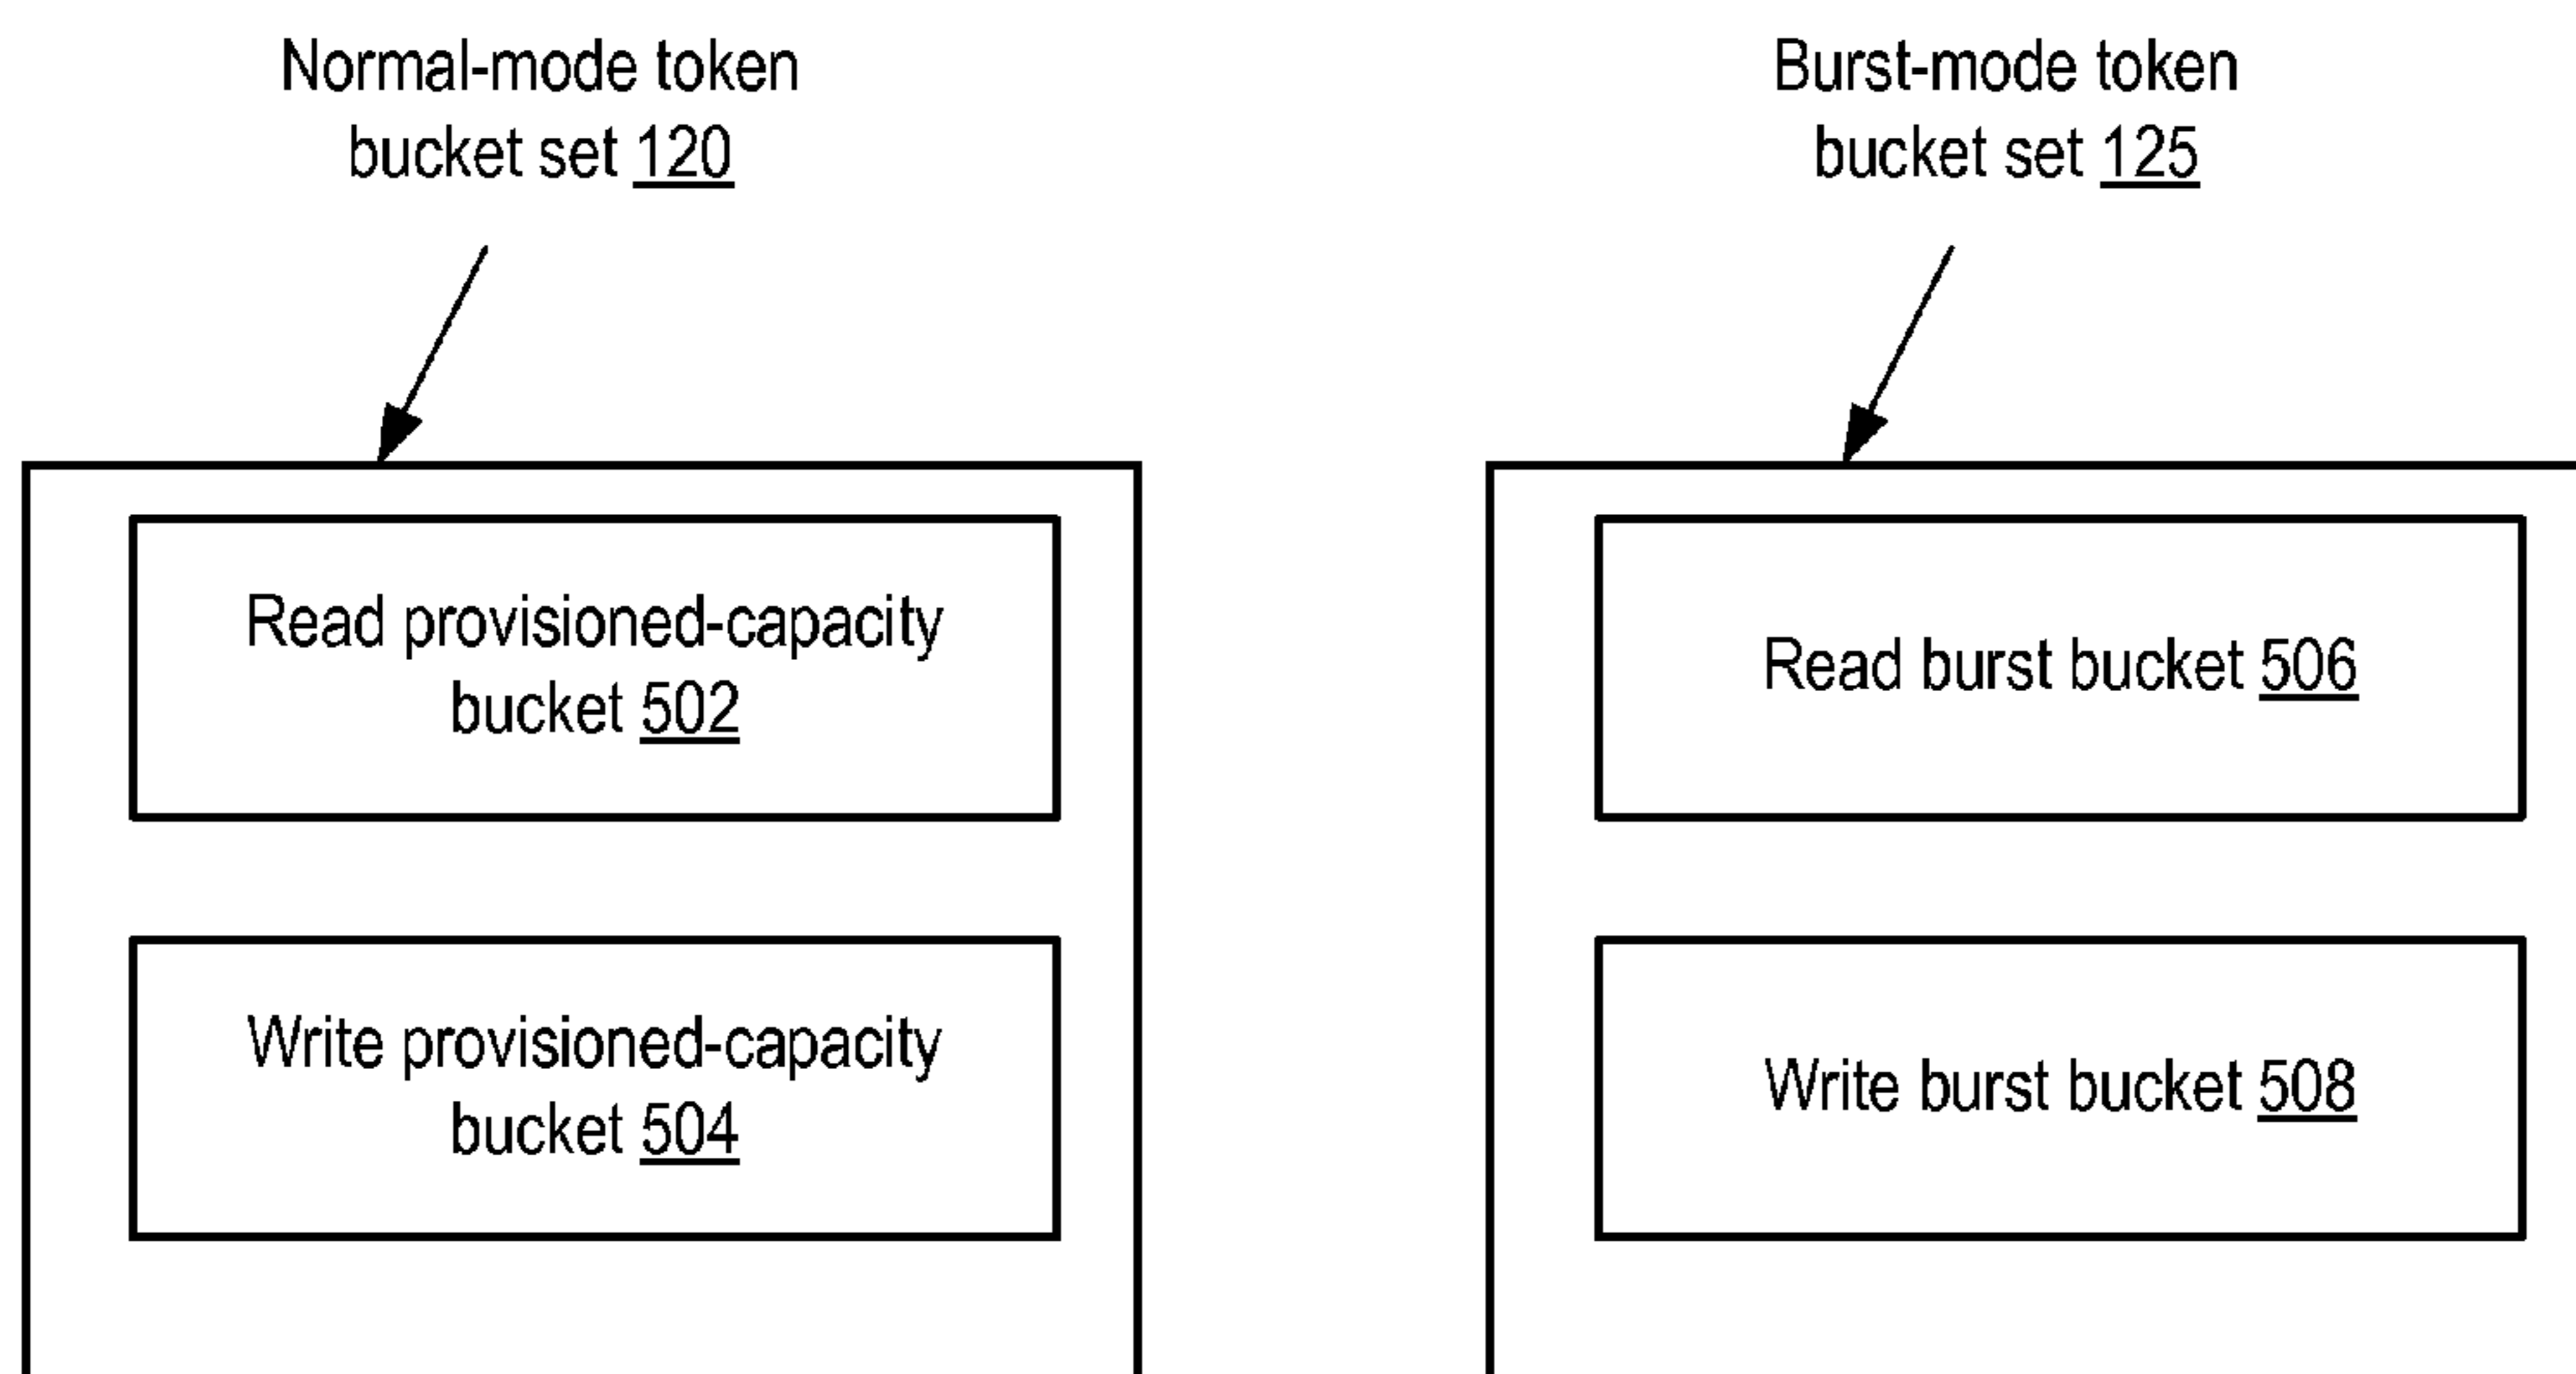 Normal-mode token
bucket set 120
Burst-mode token
bucket set 125
Read provisioned-capacity
bucket 502
Write provisioned-capacity
bucket 504
Read burst bucket 506
Write burst bucket 508